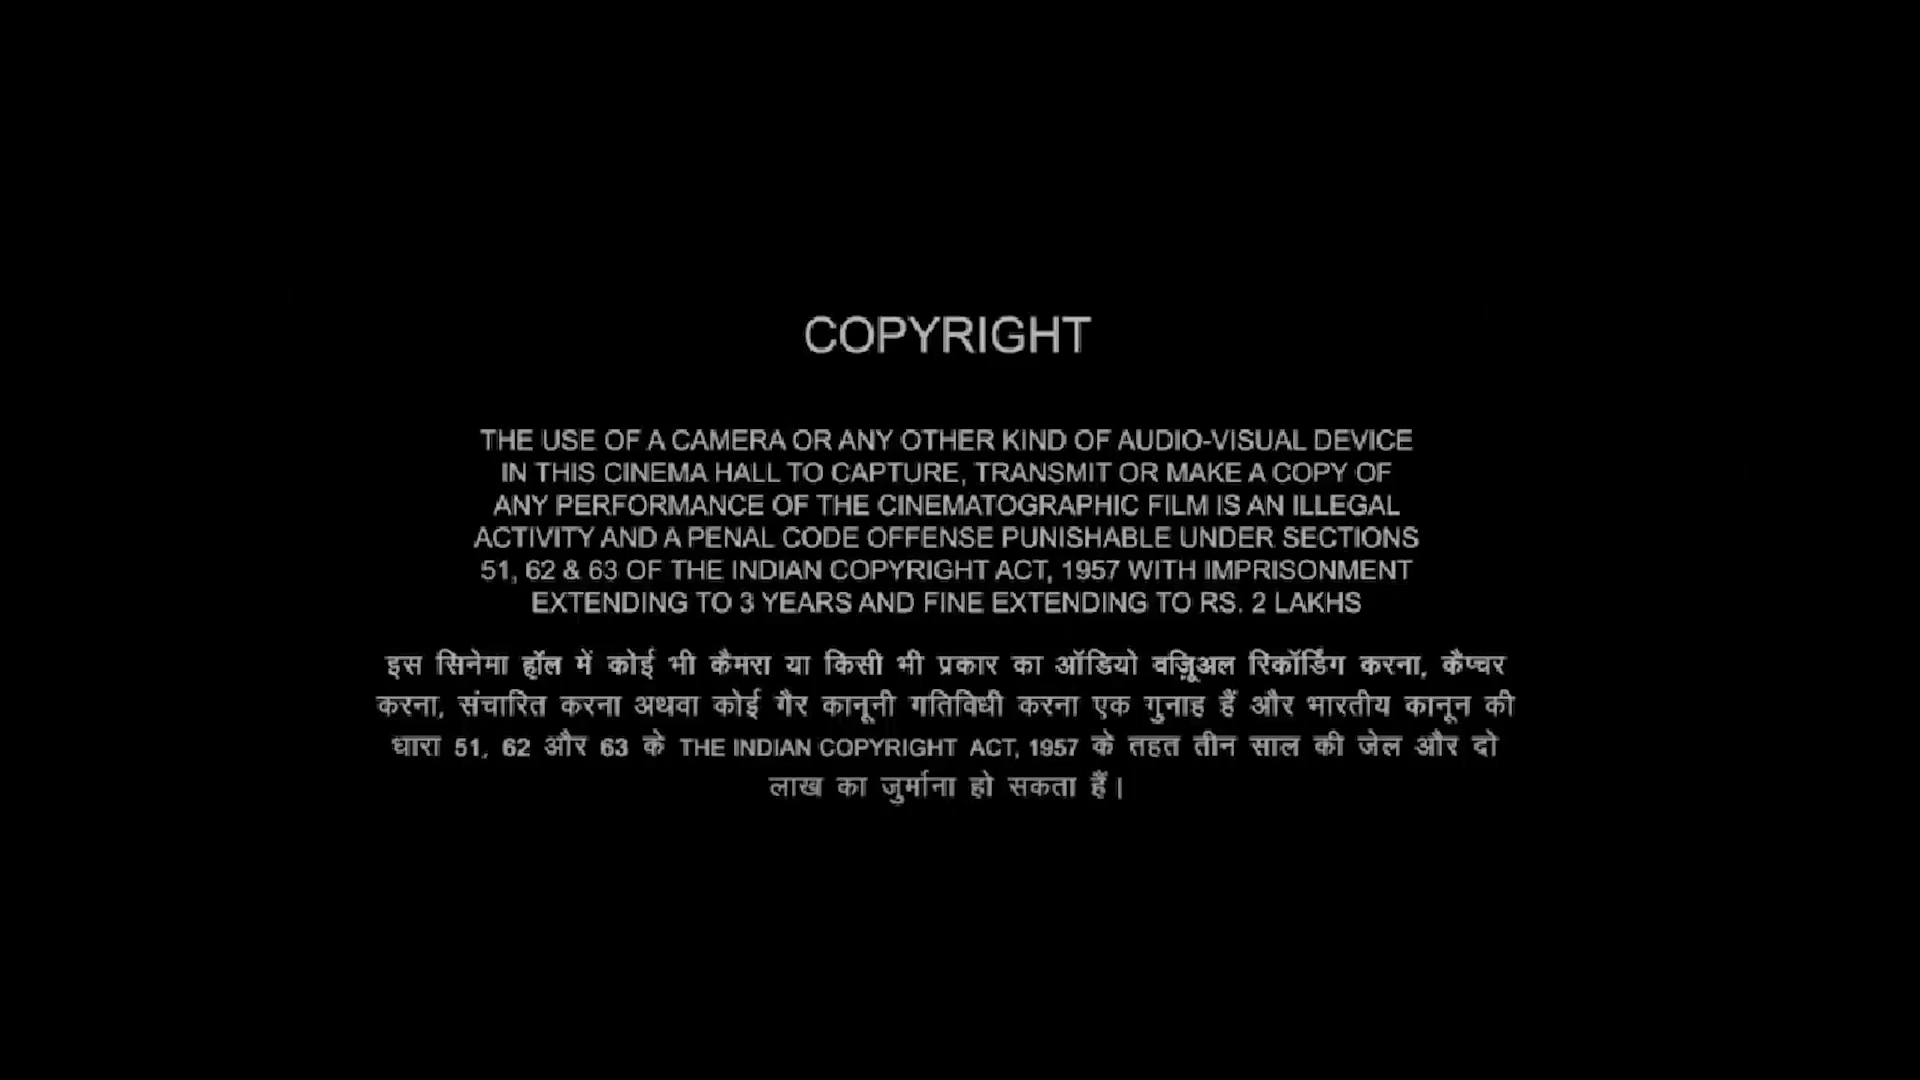 COPYRIGHT
THE USE OF A CAMERA OR ANY OTHER KIND OF AUDIO-VISUAL DEVICE
IN THIS CINEMA HALL TO CAPTURE, TRANSMIT OR MAKE A COPY OF
ANY PERFORMANCE OF THE CINEMATOGRAPHIC FILM IS AN ILLEGAL
ACTIVITY AND A PENAL CODE OFFENSE PUNISHABLE UNDER SECTIONS
51, 62 & 63 OF THE INDIAN COPYRIGHT ACT, 1957 WITH IMPRISONMENT
EXTENDING TO 3 YEARS AND FINE EXTENDING TO RS. 2 LAKHS
इस सिनेमा हॉल में कोई भी कैमरा या किसी भी प्रकार का ऑडियो वज़िूअल रिकॉर्डिंग करना, कैप्चर
करना, संचारित करना अथवा कोई गैर कानूनी गतिविधी करना एक गुनाह हैं और भारतीय कानून की
धारा 51, 62 और 63 के THE INDIAN COPYRIGHT ACT, 1957 के तहत तीन साल की जेल और दो
लाख का जुर्माना हो सकता हैं।